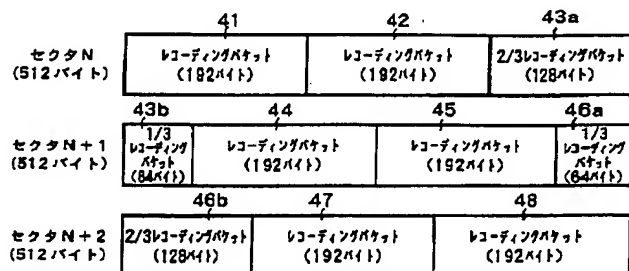 41
42
43a
セクタN
(512バイト)
レコーディングパケット
(192バイト)
レコーディングパケット
(192バイト)
2/3レコーディングパケット
(128バイト)
43b
44
45
46a
セクタN+1
(512バイト)
1/3
レコーディング
パケット
(64バイト)
レコーディングパケット
(192バイト)
レコーディングパケット
(192バイト)
1/3
レコーディング
パケット
(64バイト)
46b
47
48
セクタN+2
(512バイト)
2/3レコーディングパケット
(128バイト)
レコーディングパケット
(192バイト)
レコーディングパケット
(192バイト)